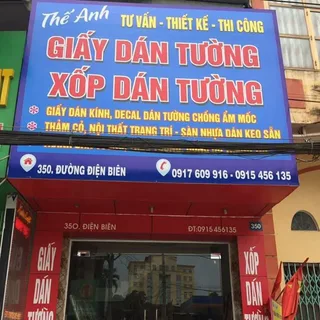 Thế Anh
TƯ VẤN - THIẾT KẾ - THI CÔNG
GIẤY DÁN TƯỜNG
XỐP DÁN TƯỜNG
GIẤY DÁN KÍNH, DECAL DÁN TƯỜNG CHỐNG ẨM MỐC
THẢM CỎ, NỘI THẤT TRANG TRÍ - SÀN NHỰA DÁN KEO SẴN
350. ĐƯỜNG ĐIỆN BIÊN
0917 609 916 - 0915 456 135
350. ĐIỆN BIÊN
ĐT:0915456135
350
GIẤY
DÁN
TƯỜNG
XỐP
DÁN
TƯỜNG